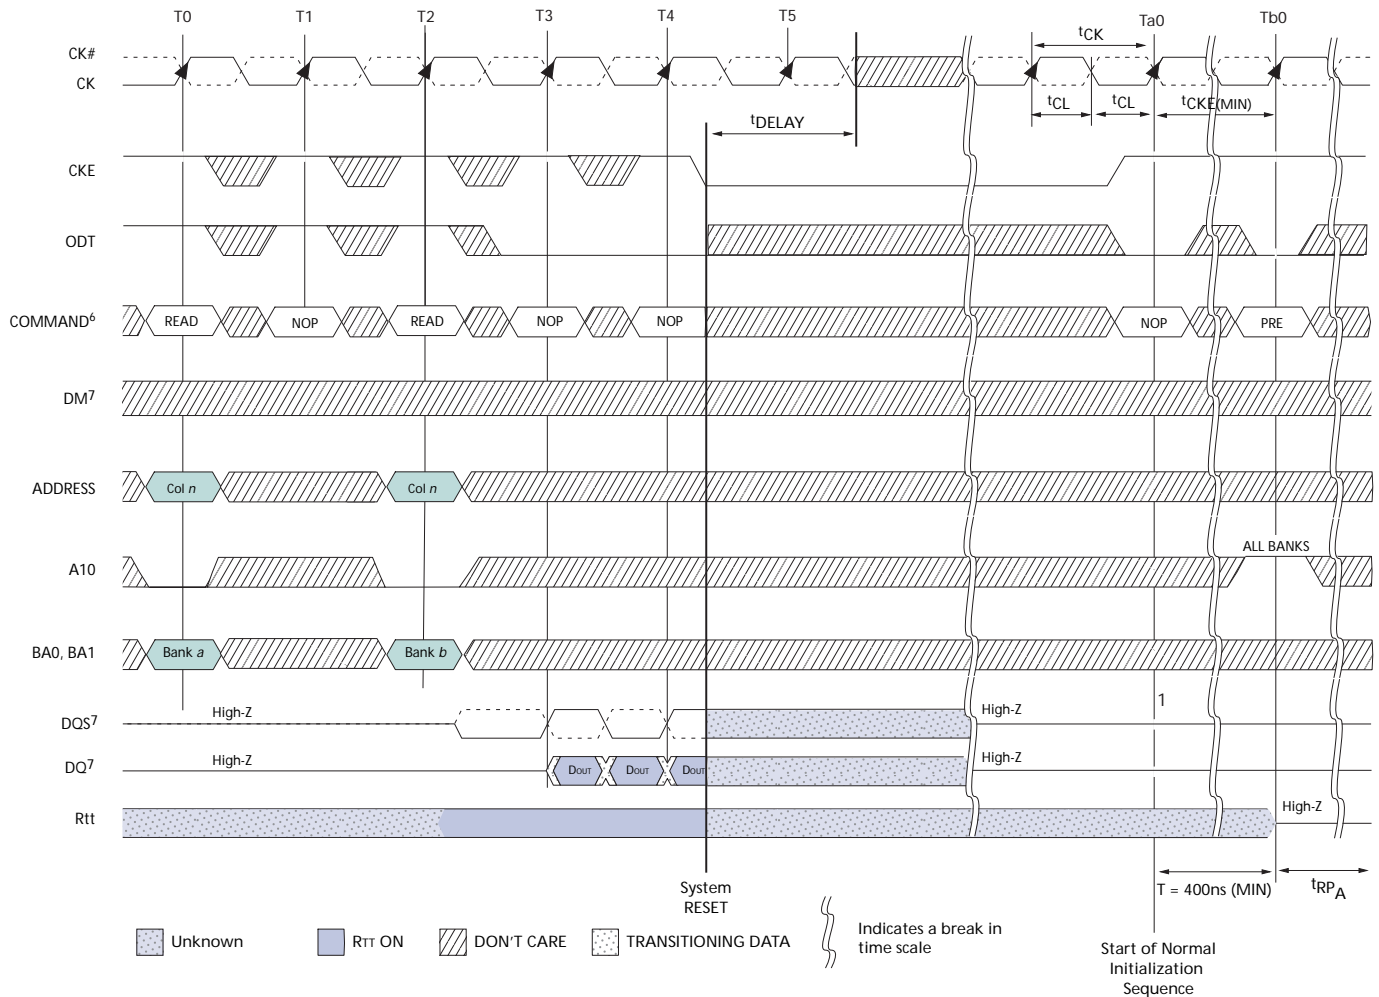 T0 T1 T2 T3 T4 T5 Ta0 Tb0
tCK
CK#
CK
tCL tCL tCKE(MIN)
tDELAY
CKE
ODT
COMMAND6 READ NOP READ NOP NOP NOP PRE
DM7
ADDRESS Col n Col n
ALL BANKS
A10
BA0, BA1 Bank a Bank b
1
DQS7 High-Z High-Z
DQ7 High-Z DOUT DOUT DOUT High-Z
Rtt High-Z
System
RESET
T = 400ns (MIN) tRPA
Unknown RTT ON DON'T CARE TRANSITIONING DATA
Indicates a break in
time scale
Start of Normal
Initialization
Sequence